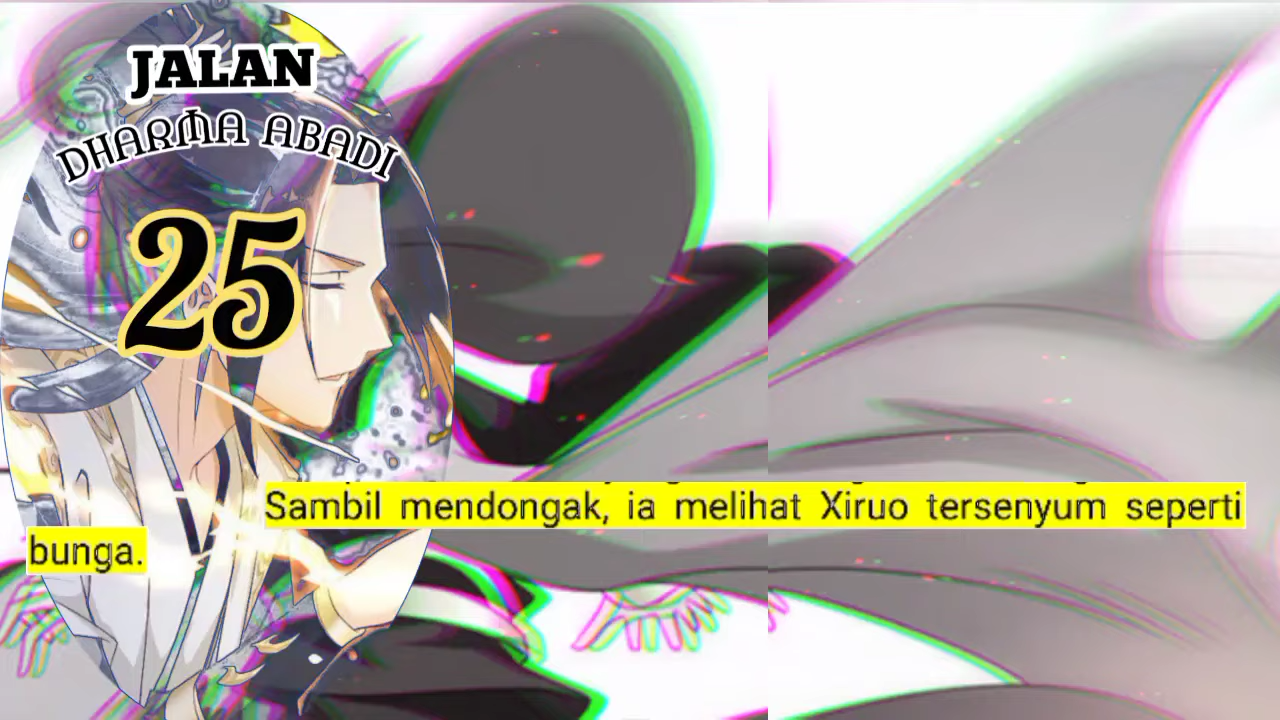 JALAN
DHARMA ABADI
25
Sambil mendongak, ia melihat Xiruo tersenyum seperti
bunga.